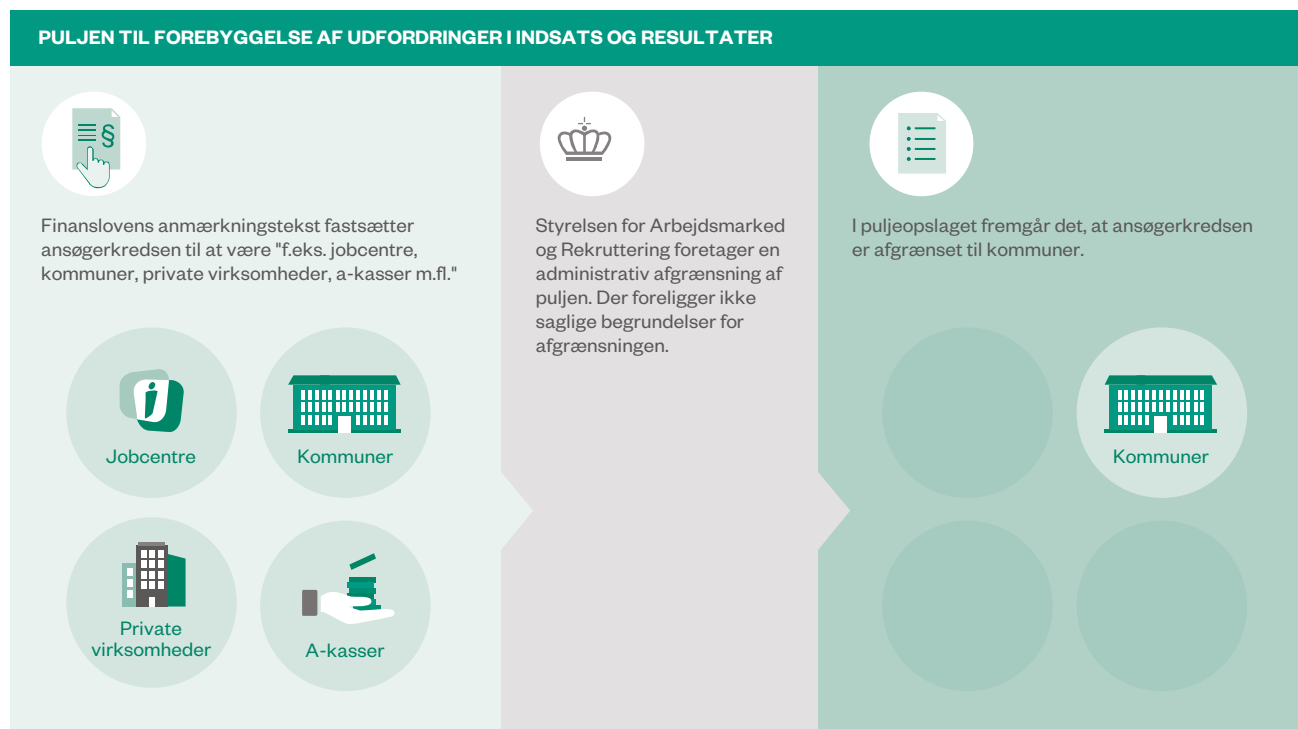 PULJEN TIL FOREBYGGELSE AF UDFORDRINGER I INDSATS OG RESULTATER
§
Finanslovens anmærkningstekst fastsætter
ansøgerkredsen til at være "f.eks. jobcentre,
kommuner, private virksomheder, a-kasser m.fl."
Jobcentre
Kommuner
Private
virksomheder
A-kasser
Styrelsen for Arbejdsmarked
og Rekruttering foretager en
administrativ afgrænsning af
puljen. Der foreligger ikke
saglige begrundelser for
afgrænsningen.
I puljeopslaget fremgår det, at ansøgerkredsen
er afgrænset til kommuner.
Kommuner